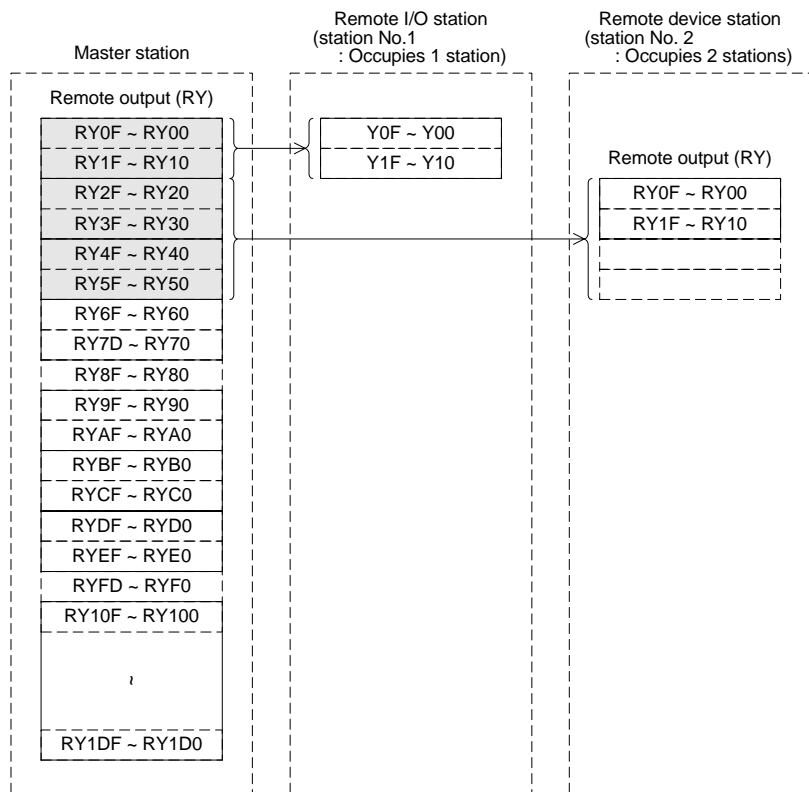 Master station
Remote I/O station
(station No.1
: Occupies 1 station)
Remote device station
(station No. 2
: Occupies 2 stations)
Remote output (RY)
RY0F ~ RY00
RY1F ~ RY10
RY2F ~ RY20
RY3F ~ RY30
RY4F ~ RY40
RY5F ~ RY50
RY6F ~ RY60
RY7D ~ RY70
RY8F ~ RY80
RY9F ~ RY90
RYAF ~ RYA0
RYBF ~ RYB0
RYCF ~ RYC0
RYDF ~ RYD0
RYEF ~ RYE0
RYFD ~ RYF0
RY10F ~ RY100
~
RY1DF ~ RY1D0
Y0F ~ Y00
Y1F ~ Y10
Remote output (RY)
RY0F ~ RY00
RY1F ~ RY10